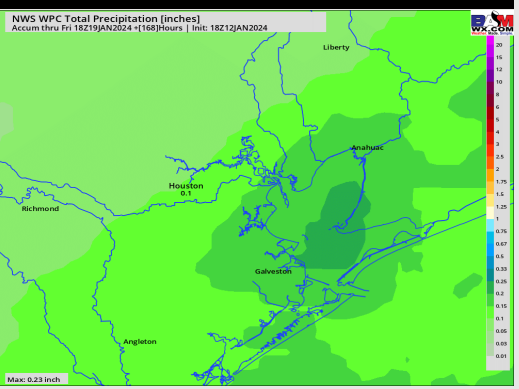 NWS WPC Total Precipitation [inches]
Accum thru Fri 18Z19JAN2024 +[168]Hours | Init: 18Z12JAN2024
BAM
WX.COM
Liberty
Anahuac
Houston
0.1
Richmond
Galveston
Angleton
Max: 0.23 inch
20
15
12
10
8
6
5
4
3
2.5
2
1.75
1.5
1.25
1
0.75
0.67
0.5
0.33
0.25
0.2
0.15
0.1
0.05
0.03
0.01